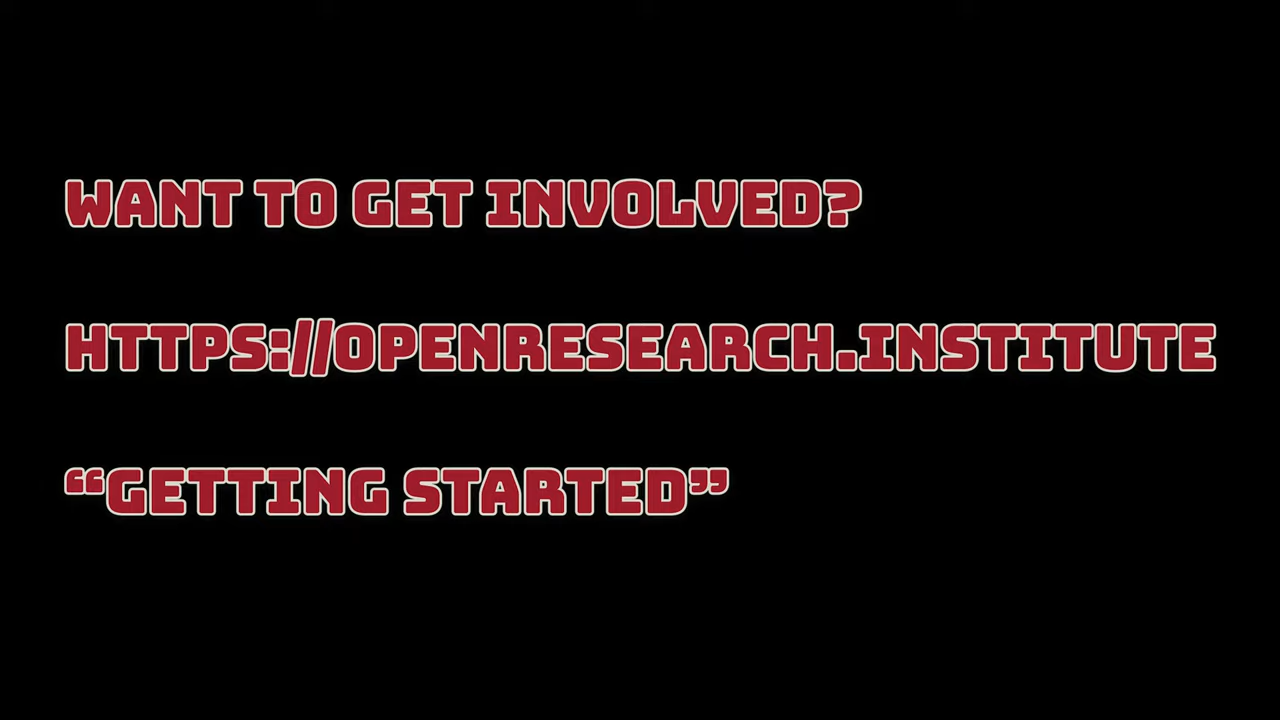 WANT TO GET INVOLVED?
HTTPS://OPENRESEARCH.INSTITUTE
“GETTING STARTED”